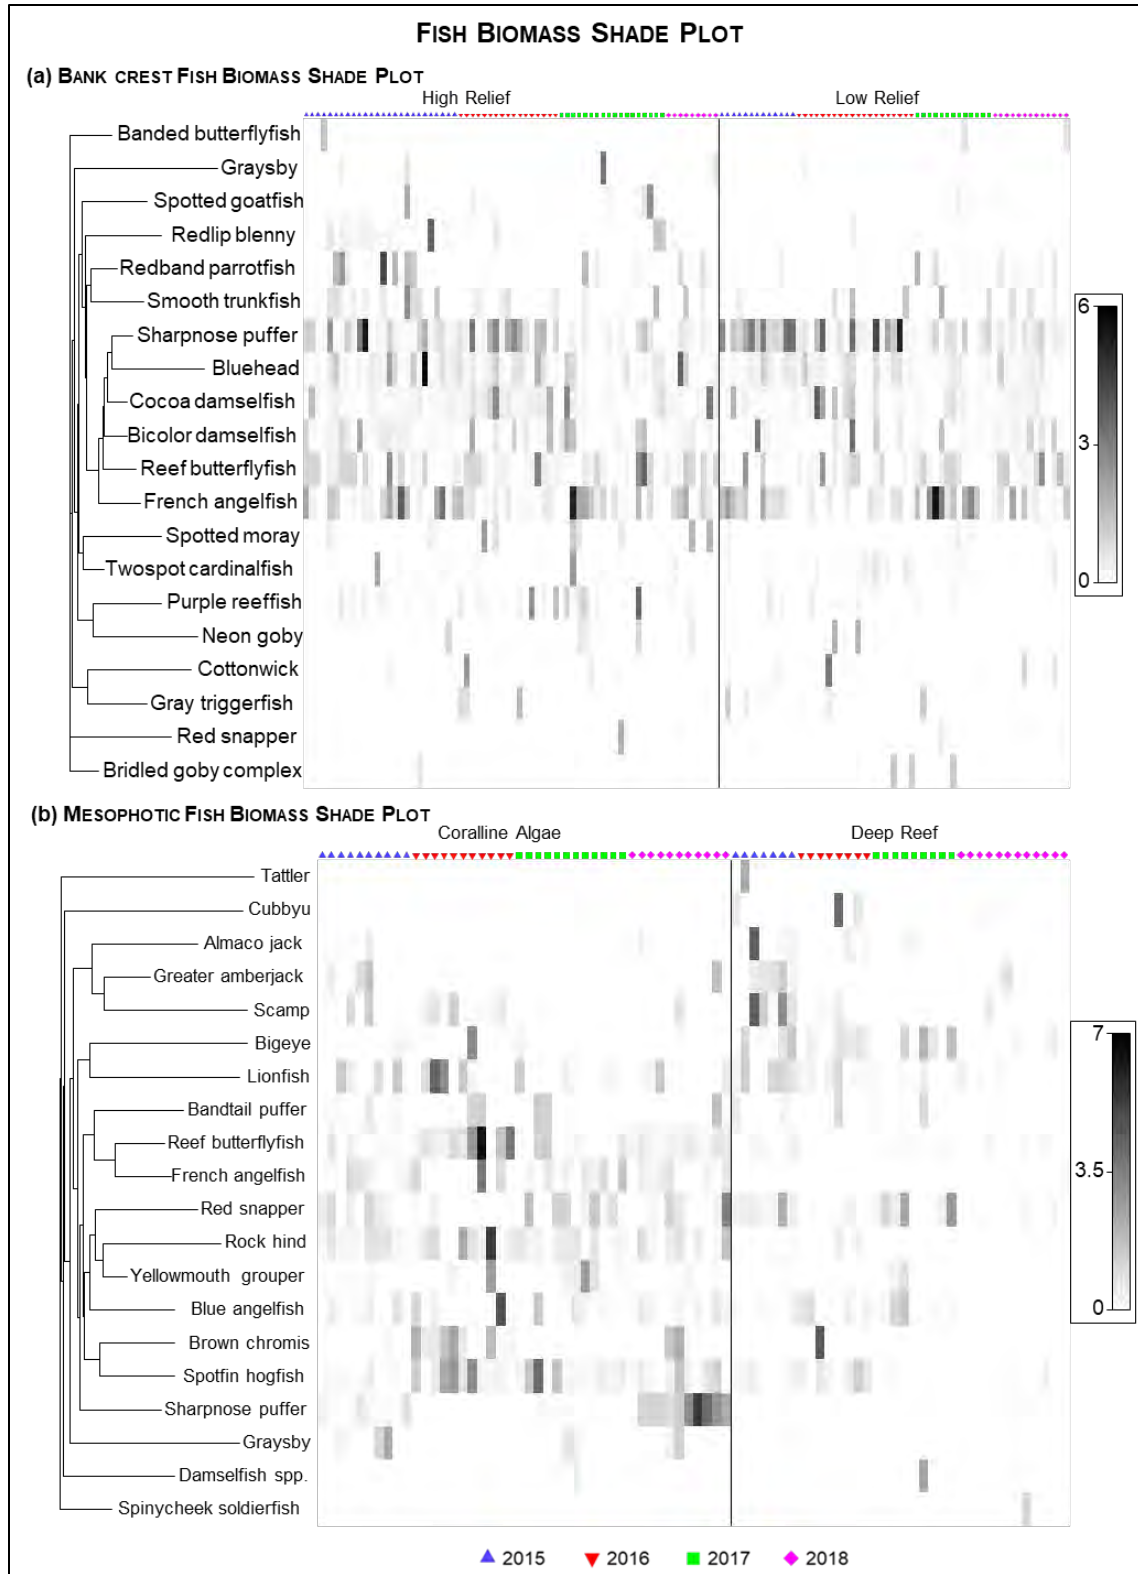 FISH BIOMASS SHADE PLOT
(a) BANK CREST FISH BIOMASS SHADE PLOT
High Relief Low Relief
Banded butterflyfish
Graysby
Spotted goatfish
Redlip blenny
Redband parrotfish
Smooth trunkfish
6
Sharpnose puffer
Bluehead
Cocoa damselfish
Bicolor damselfish
3
Reef butterflyfish
French angelfish
Spotted moray
Twospot cardinalfish
0
Purple reeffish
Neon goby
Cottonwick
Gray triggerfish
Red snapper
Bridled goby complex
(b) MESOPHOTIC FISH BIOMASS SHADE PLOT
Coralline Algae Deep Reef
Tattler
Cubbyu
Almaco jack
Greater amberjack
Scamp
7
Bigeye
Lionfish
Bandtail puffer
Reef butterflyfish
3.5
French angelfish
Red snapper
Rock hind
Yellowmouth grouper
Blue angelfish
0
Brown chromis
Spotfin hogfish
Sharpnose puffer
Graysby
Damselfish spp.
Spinycheek soldierfish
2015 2016 2017 2018